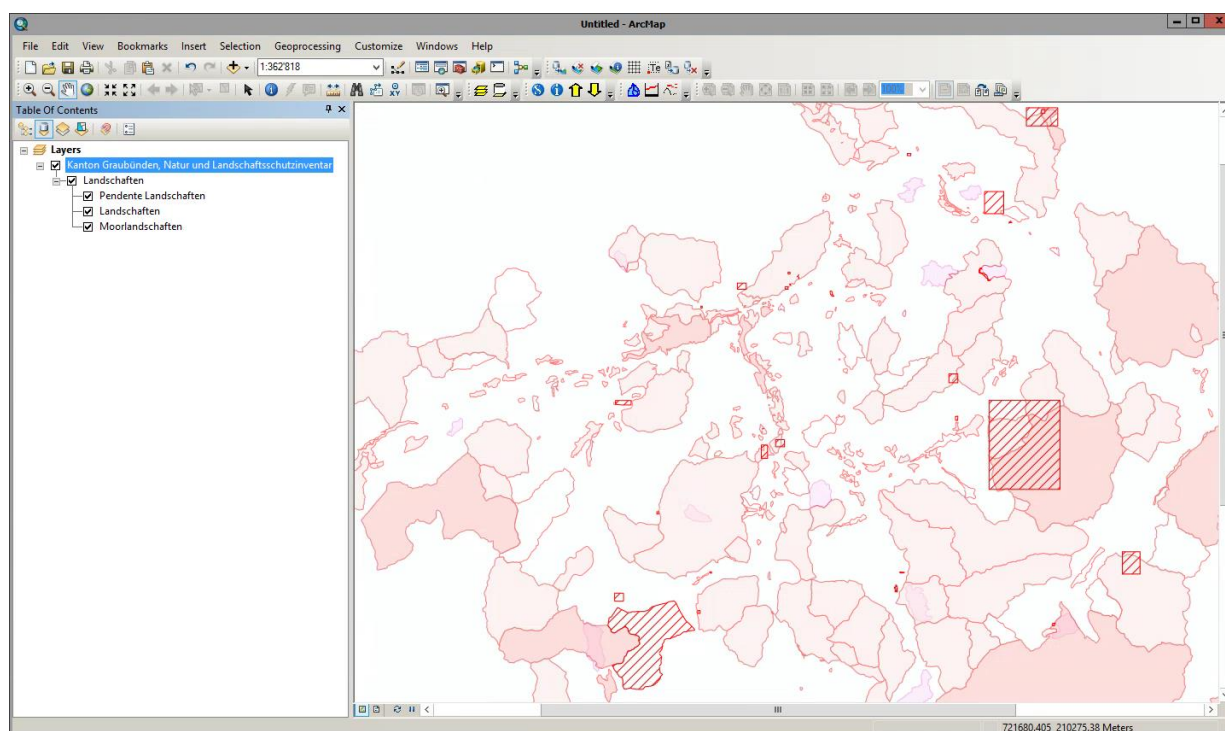 Untitled - ArcMap
File Edit View Bookmarks Insert Selection Geoprocessing Customize Windows Help
1:362'818
100%
Table Of Contents
Layers
Kanton Graubünden, Natur und Landschaftsschutzinventar
Landschaften
Pendente Landschaften
Landschaften
Moorlandschaften
721680.405 210275.38 Meters